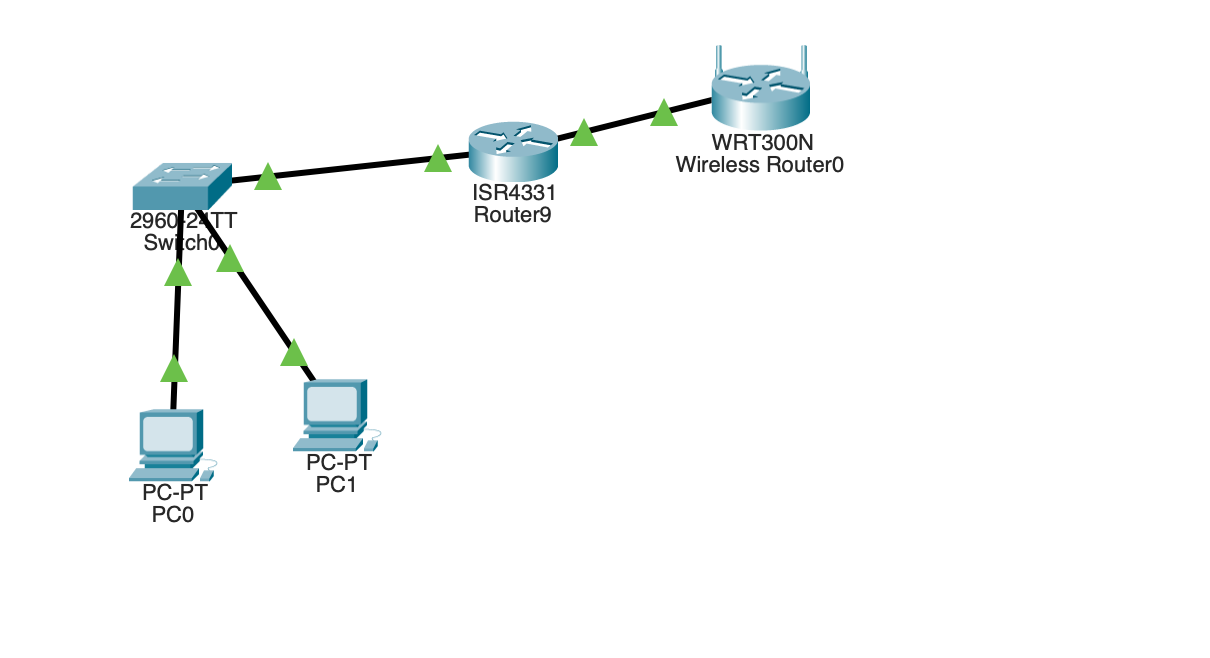 WRT300N
Wireless Router0
ISR4331
Router9
2960-24TT
Switch0
PC-PT
PC1
PC-PT
PC0